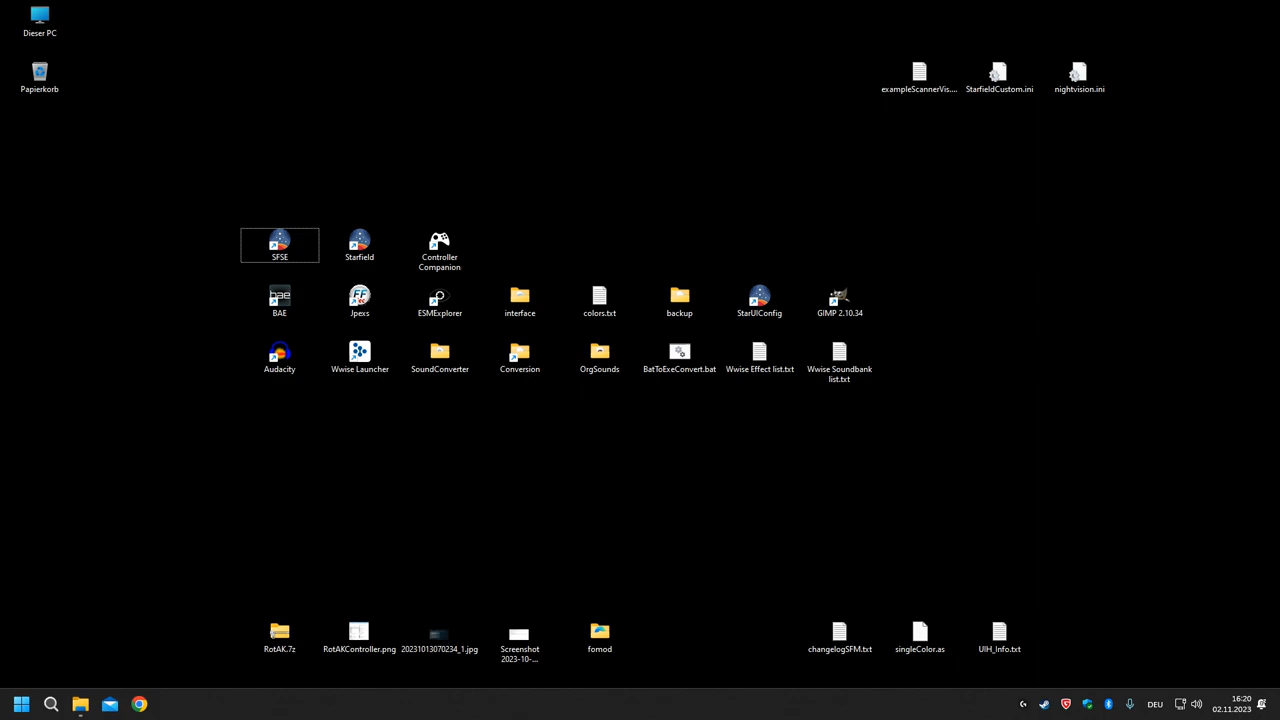 Dieser PC
Papierkorb
exampleScannerVis....
StarfieldCustom.ini
nightvision.ini
SFSE
Starfield
Controller
Companion
bae
BAE
FF
Jpexs
ESMExplorer
interface
colors.txt
backup
StarUIConfig
GIMP 2.10.34
Audacity
Wwise Launcher
SoundConverter
Conversion
OrgSounds
BatToExeConvert.bat
Wwise Effect list.txt
Wwise Soundbank
list.txt
RotAK.7z
RotAKController.png
20231013070234_1.jpg
Screenshot
2023-10-...
fomod
changelogSFM.txt
singleColor.as
UIH_Info.txt
DEU
16:20
02.11.2023